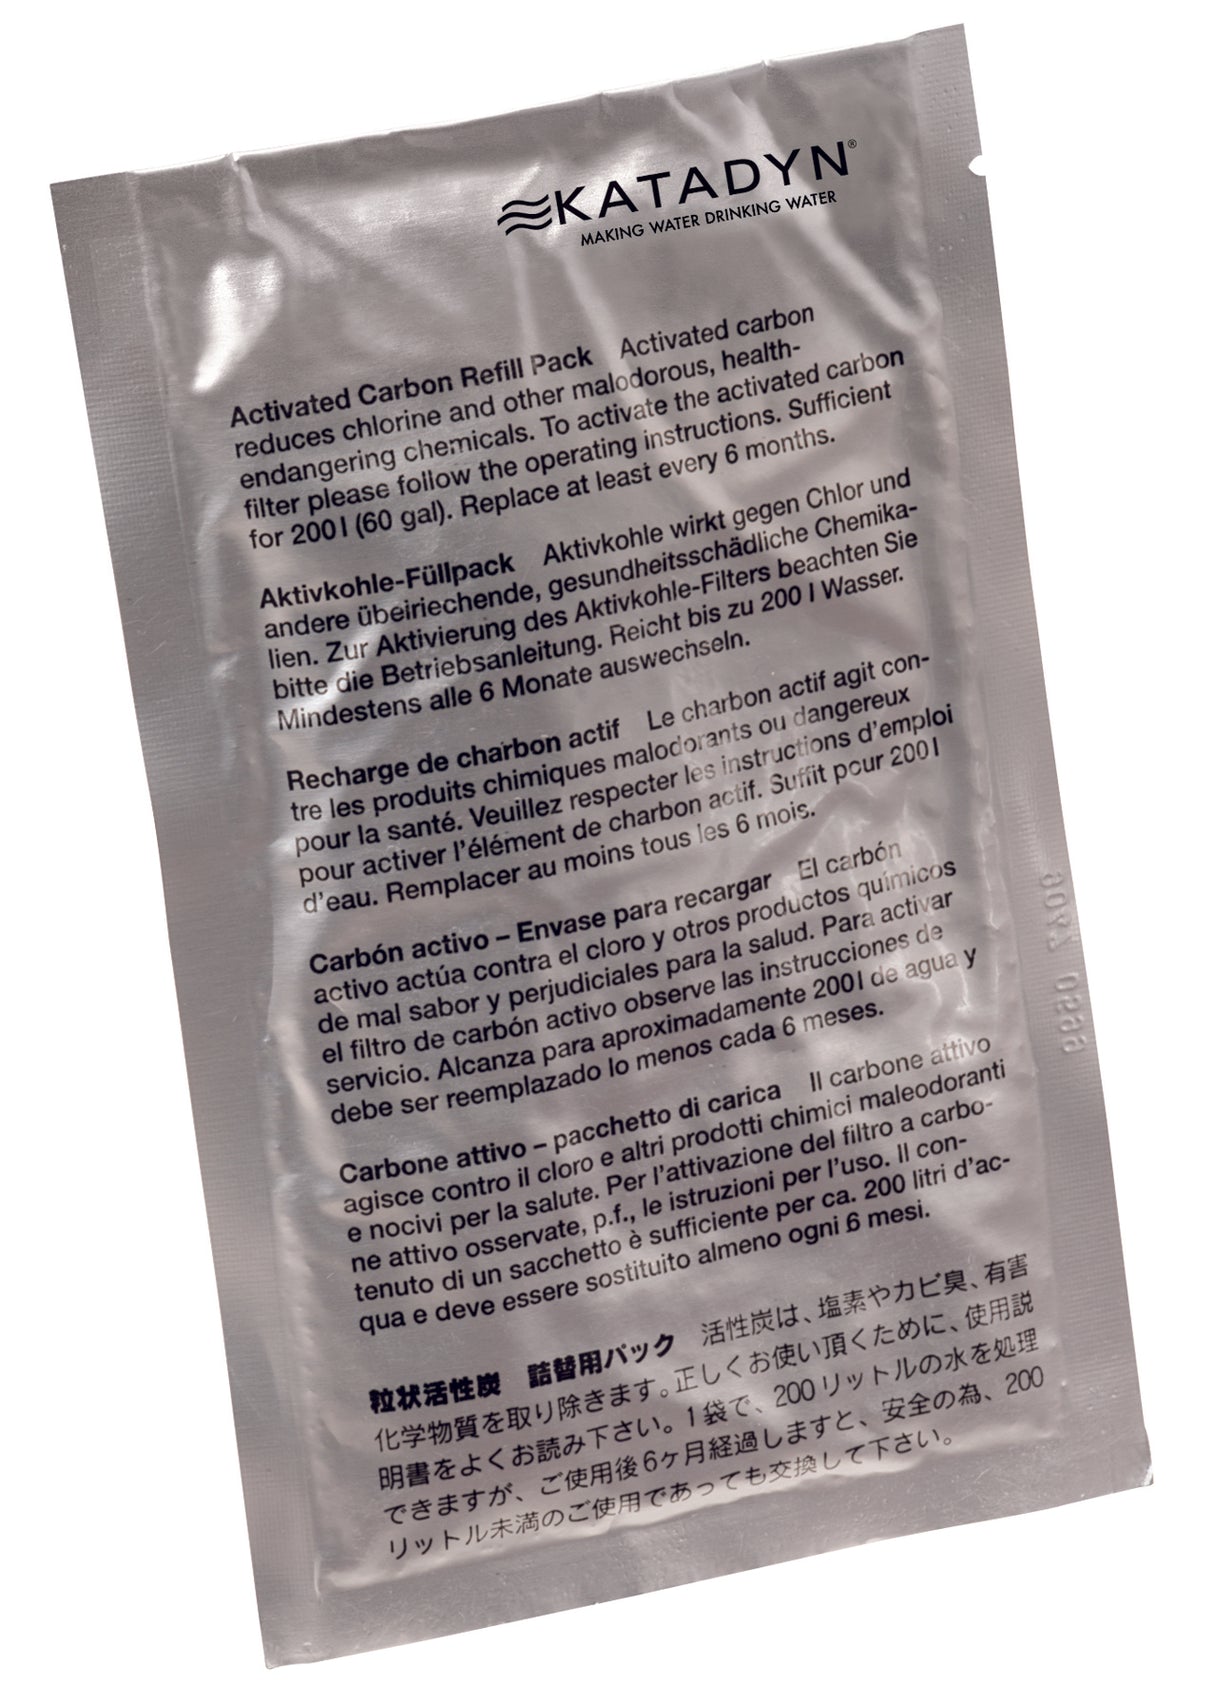 KATADYN®
MAKING WATER DRINKING WATER
Activated Carbon Refill Pack Activated carbon
reduces chlorine and other malodorous, health-
endangering chemicals. To activate the activated carbon
filter please follow the operating instructions. Sufficient
for 200 l (60 gal). Replace at least every 6 months.
Aktivkohle-Füllpack Aktivkohle wirkt gegen Chlor und
andere übeiriechende, gesundheitsschädliche Chemika-
lien. Zur Aktivierung des Aktivkohle-Filters beachten Sie
bitte die Betriebsanleitung. Reicht bis zu 200 l Wasser.
Mindestens alle 6 Monate auswechseln.
Recharge de charbon actif Le charbon actif agit con-
tre les produits chimiques malodorants ou dangereux
pour la santé. Veuillez respecter les instructions d'emploi
pour activer l'élément de charbon actif. Suffit pour 200 l
d'eau. Remplacer au moins tous les 6 mois.
Carbón activo – Envase para recargar El carbón
activo actúa contra el cloro y otros productos químicos
de mal sabor y perjudiciales para la salud. Para activar
el filtro de carbón activo observe las instrucciones de
servicio. Alcanza para aproximadamente 200 l de agua y
debe ser reemplazado lo menos cada 6 meses.
Carbone attivo – pacchetto di carica Il carbone attivo
agisce contro il cloro e altri prodotti chimici maleodoranti
e nocivi per la salute. Per l'attivazione del filtro a carbo-
ne attivo osservate, p.f., le istruzioni per l'uso. Il con-
tenuto di un sacchetto è sufficiente per ca. 200 litri d'ac-
qua e deve essere sostituito almeno ogni 6 mesi.
粒状活性炭 詰替用パック 活性炭は、塩素やカビ臭、有害
化学物質を取り除きます。正しくお使い頂くために、使用説
明書をよくお読み下さい。1袋で、200リットルの水を処理
できますが、ご使用後6ヶ月経過しますと、安全の為、200
リットル未満のご使用であっても交換して下さい。